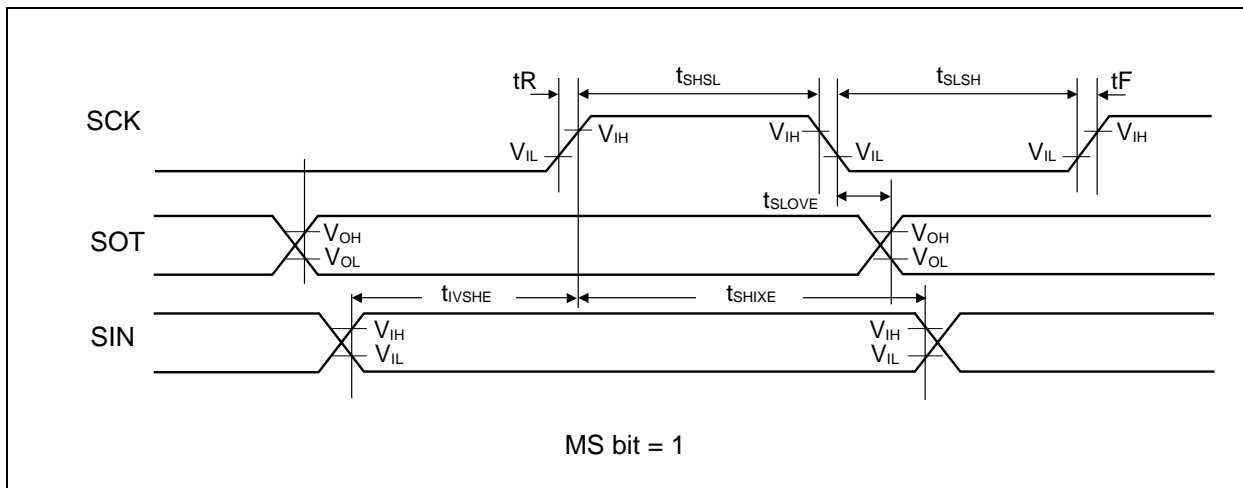 tR tSHSL tSLSH tF
SCK
VIH VIH VIH
VIL VIL VIL
tSLOVE
SOT
VOH VOH
VOL VOL
tIVSHE tSHIXE
SIN
VIH VIH
VIL VIL
MS bit = 1